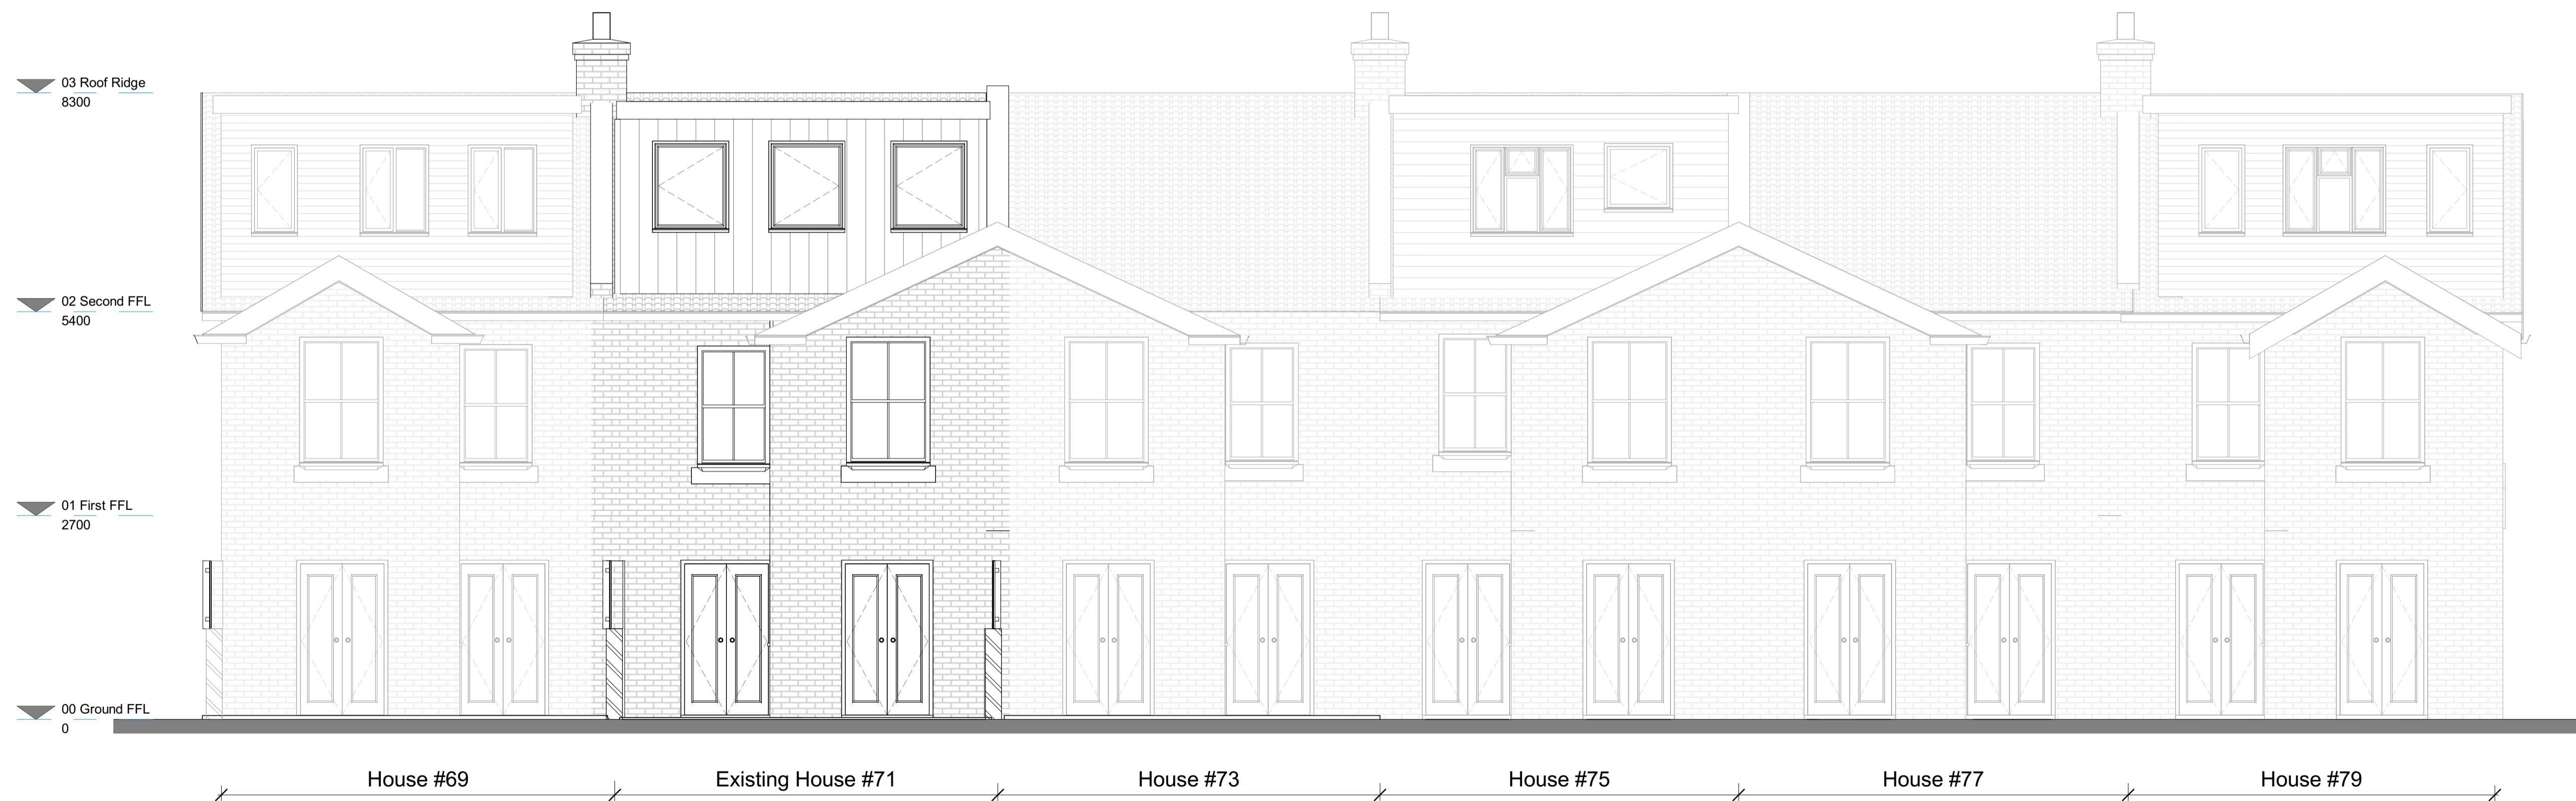 03 Roof Ridge
8300
02 Second FFL
5400
01 First FFL
2700
00 Ground FFL
0
House #69
Existing House #71
House #73
House #75
House #77
House #79